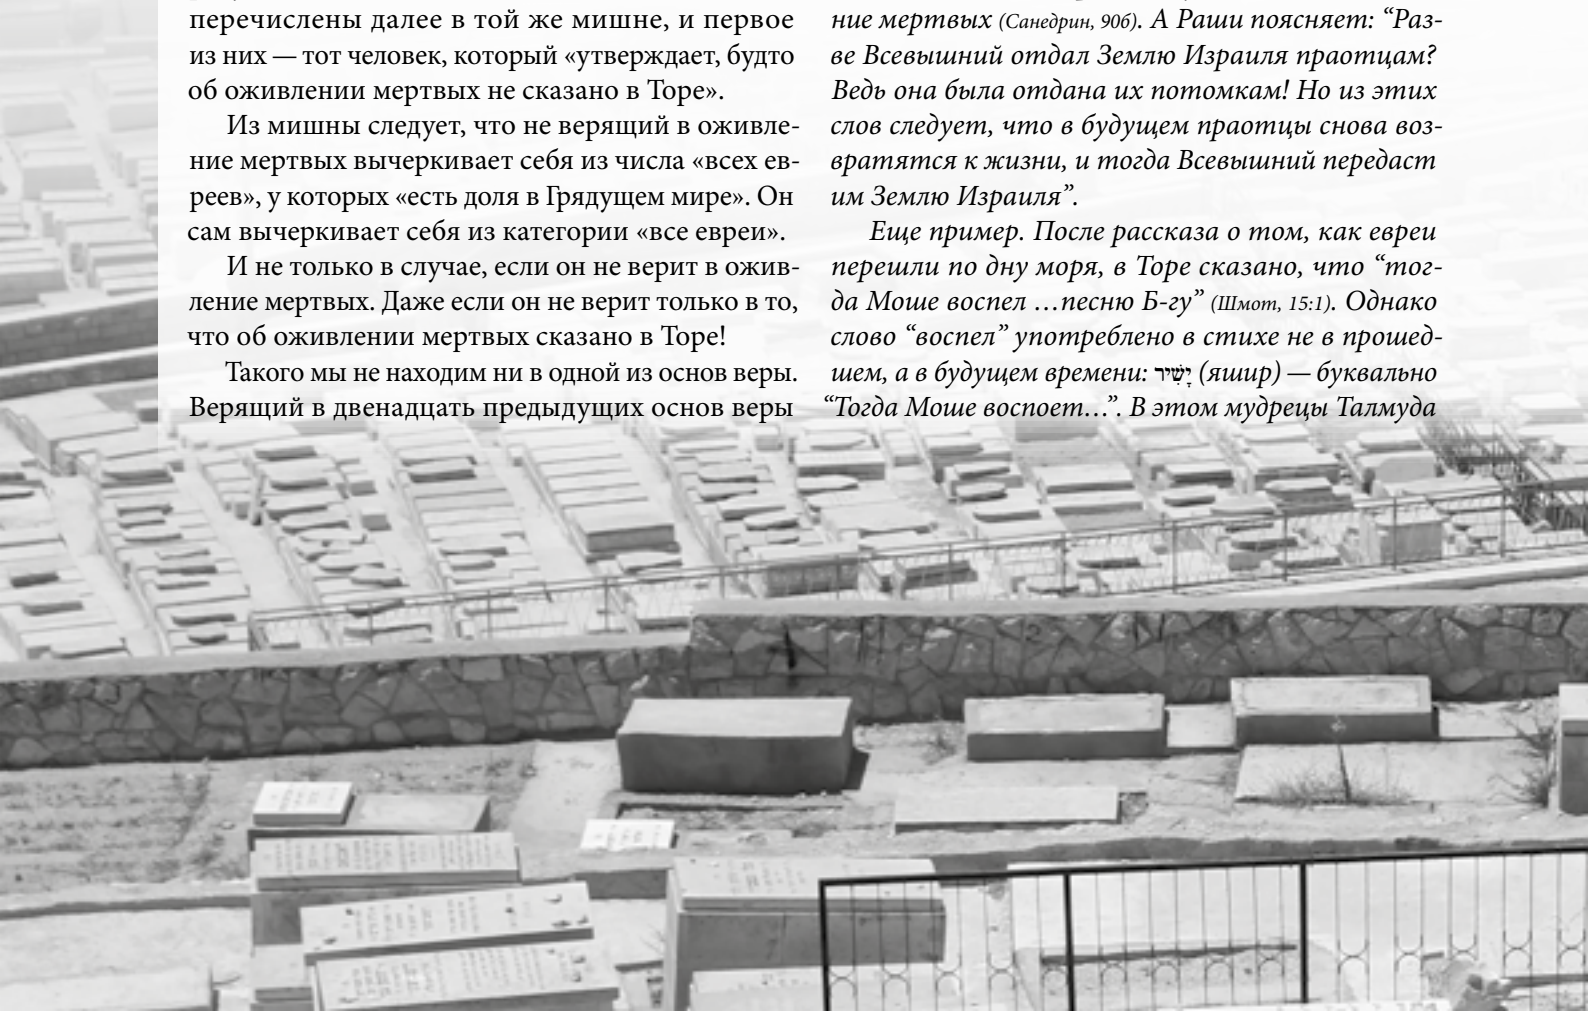 перечислены далее в той же мишне, и первое
из них — тот человек, который «утверждает, будто
об оживлении мертвых не сказано в Торе».
Из мишны следует, что не верящий в оживле-
ние мертвых вычеркивает себя из числа «всех ев-
реев», у которых «есть доля в Грядущем мире». Он
сам вычеркивает себя из категории «все евреи».
И не только в случае, если он не верит в ожив-
ление мертвых. Даже если он не верит только в то,
что об оживлении мертвых сказано в Торе!
Такого мы не находим ни в одной из основ веры.
Верящий в двенадцать предыдущих основ веры
ние мертвых (Санедрин, 90б). А Раши поясняет: “Раз-
ве Всевышний отдал Землю Израиля праотцам?
Ведь она была отдана их потомкам! Но из этих
слов следует, что в будущем праотцы снова воз-
вратятся к жизни, и тогда Всевышний передаст
им Землю Израиля”.
Еще пример. После рассказа о том, как евреи
перешли по дну моря, в Торе сказано, что “тог-
да Моше воспел …песню Б-гу” (Шмот, 15:1). Однако
слово “воспел” употреблено в стихе не в прошед-
шем, а в будущем времени: יָשִׁיר (яшир) — буквально
“Тогда Моше воспоет…”. В этом мудрецы Талмуда